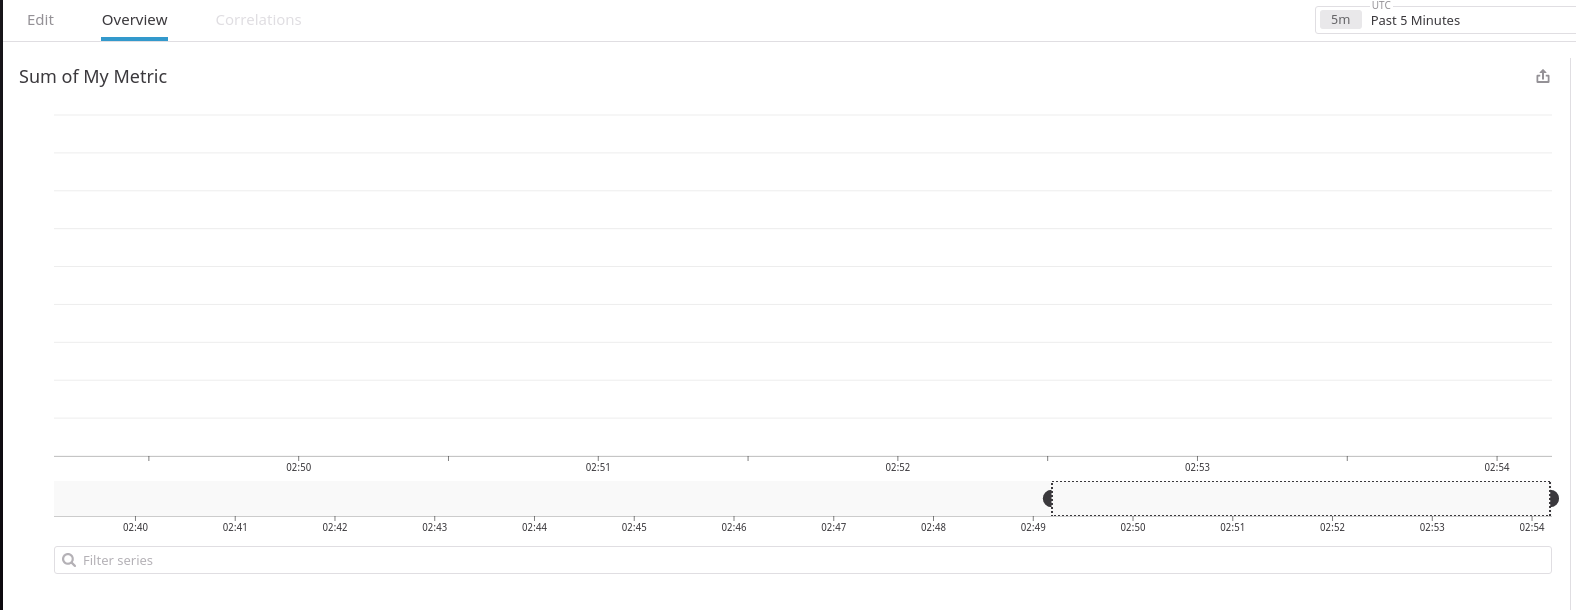 Edit Overview Correlations
UTC
5m Past 5 Minutes
Sum of My Metric
02:50 02:51 02:52 02:53 02:54
02:40 02:41 02:42 02:43 02:44 02:45 02:46 02:47 02:48 02:49 02:50 02:51 02:52 02:53 02:54
Filter series